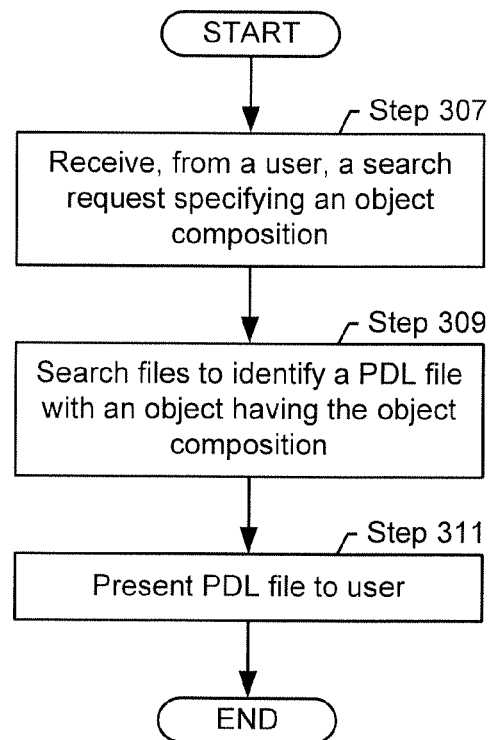 START
Step 307
Receive, from a user, a search
request specifying an object
composition
Step 309
Search files to identify a PDL file
with an object having the object
composition
Step 311
Present PDL file to user
END